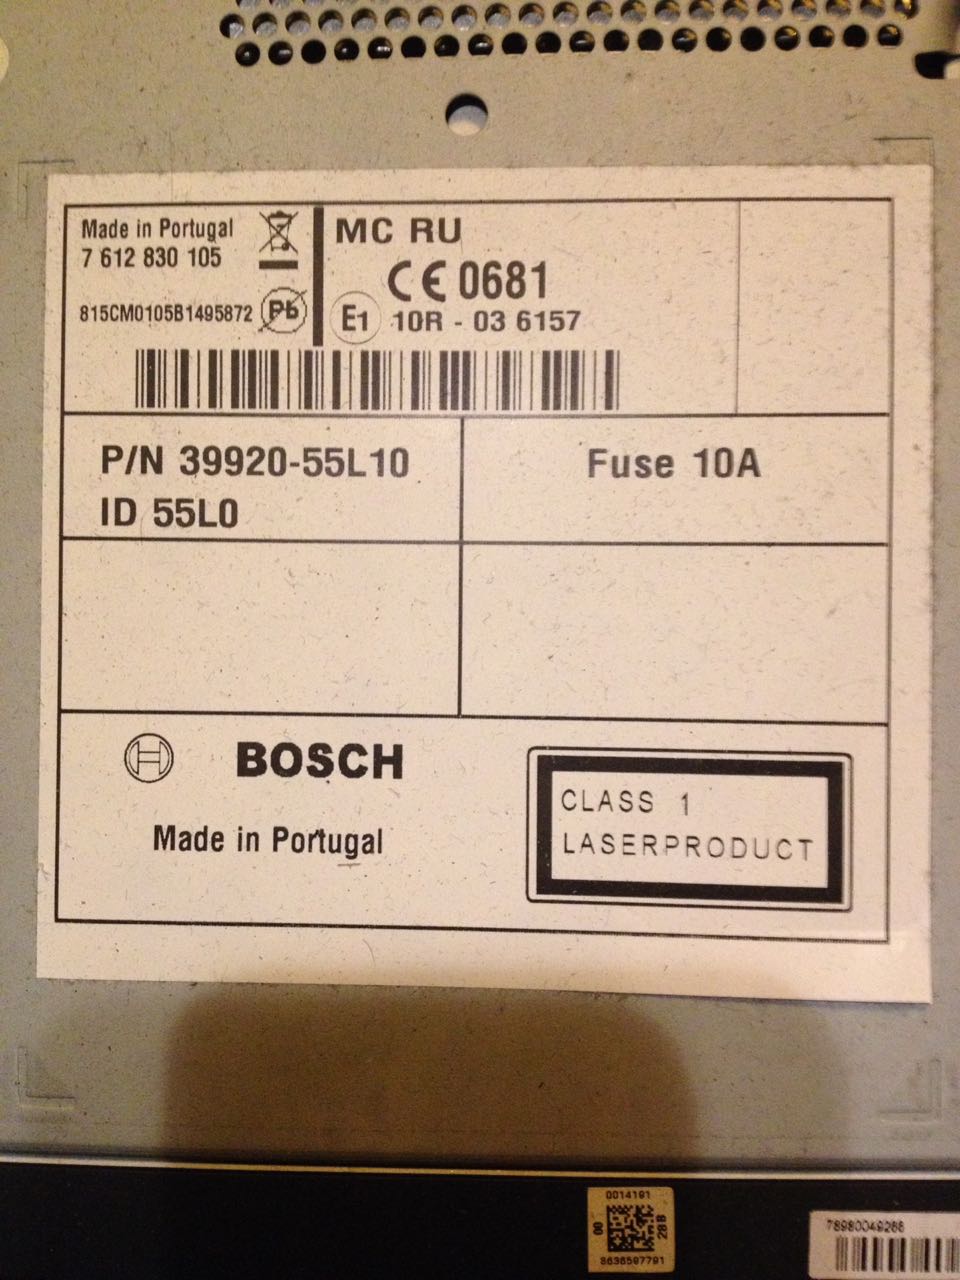 Made in Portugal
7 612 830 105
815CM0105B1495872
Pb
MC RU
CE 0681
E1 10R - 03 6157
P/N 39920-55L10
ID 55L0
Fuse 10A
BOSCH
Made in Portugal
CLASS 1
LASERPRODUCT
0014191
00
28B
8636597791
78980049266